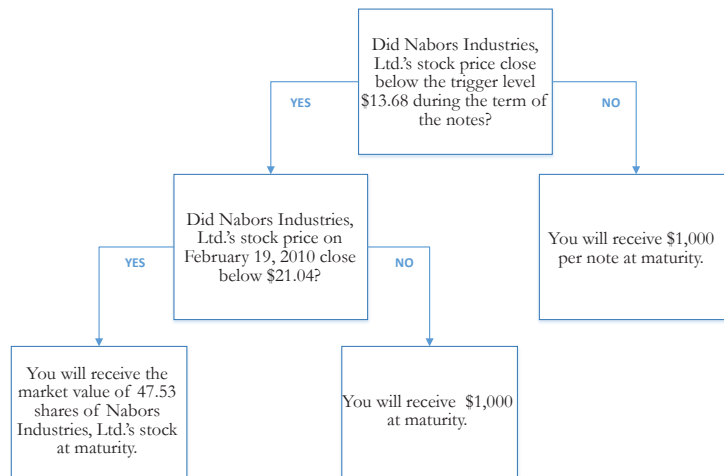 Did Nabors Industries,
Ltd.'s stock price close
below the trigger level
$13.68 during the term of
the notes?
YES
NO
Did Nabors Industries,
Ltd.'s stock price on
February 19, 2010 close
below $21.04?
You will receive $1,000
per note at maturity.
YES
NO
You will receive the
market value of 47.53
shares of Nabors
Industries, Ltd.'s stock
at maturity.
You will receive $1,000
at maturity.